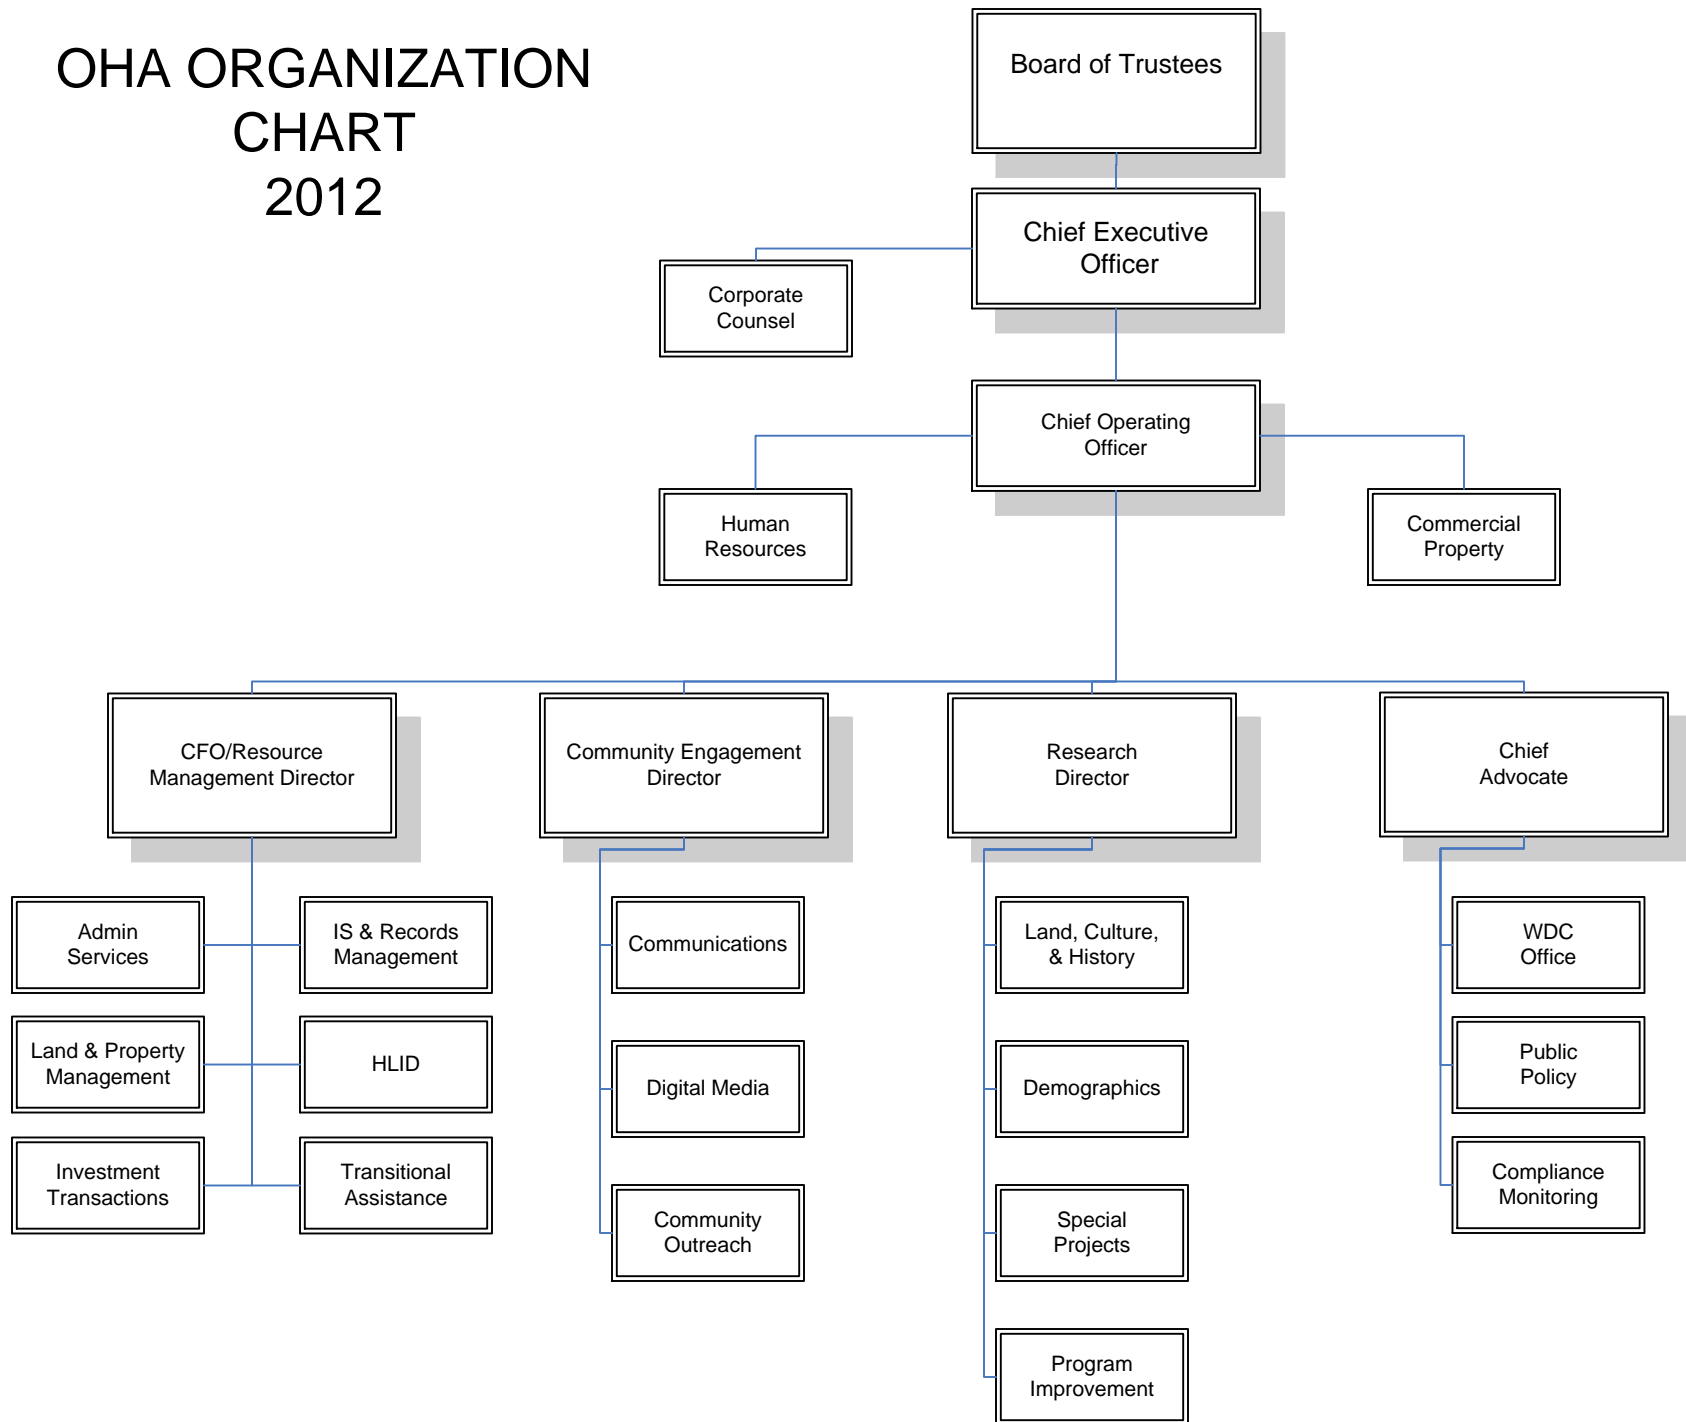 OHA ORGANIZATION
CHART
2012
Board of Trustees
Chief Executive
Officer
Corporate
Counsel
Chief Operating
Officer
Human
Resources
Commercial
Property
CFO/Resource
Management Director
Community Engagement
Director
Research
Director
Chief
Advocate
Admin
Services
IS & Records
Management
Land & Property
Management
HLID
Investment
Transactions
Transitional
Assistance
Communications
Digital Media
Community
Outreach
Land, Culture,
& History
Demographics
Special
Projects
Program
Improvement
WDC
Office
Public
Policy
Compliance
Monitoring